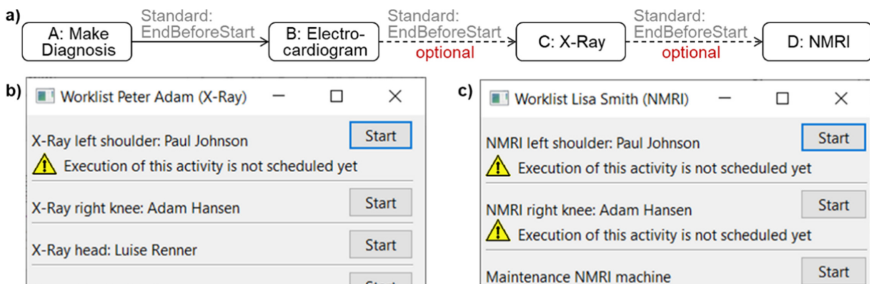 a)
Standard:
EndBeforeStart
Standard:
EndBeforeStart
Standard:
EndBeforeStart
A: Make
Diagnosis
B: Electro-
cardiogram
optional
C: X-Ray
optional
D: NMRI
b)
Worklist Peter Adam (X-Ray)
X-Ray left shoulder: Paul Johnson
Start
Execution of this activity is not scheduled yet
X-Ray right knee: Adam Hansen
Start
X-Ray head: Luise Renner
Start
Start
c)
Worklist Lisa Smith (NMRI)
NMRI left shoulder: Paul Johnson
Start
Execution of this activity is not scheduled yet
NMRI right knee: Adam Hansen
Start
Execution of this activity is not scheduled yet
Maintenance NMRI machine
Start